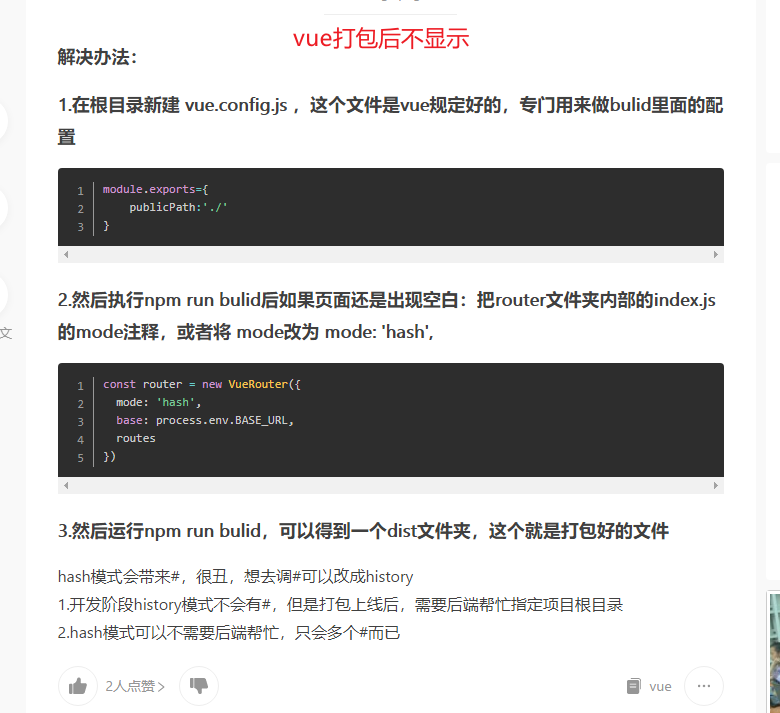 vue打包后不显示
解决办法：
1.在根目录新建 vue.config.js ，这个文件是vue规定好的，专门用来做bulid里面的配
置
1 module.exports={
2 publicPath:'./'
3 }
2.然后执行npm run bulid后如果页面还是出现空白：把router文件夹内部的index.js
的mode注释，或者将 mode改为 mode: 'hash',
文
1 const router = new VueRouter({
2 mode: 'hash',
3 base: process.env.BASE_URL,
4 routes
5 })
3.然后运行npm run bulid，可以得到一个dist文件夹，这个就是打包好的文件
hash模式会带来#，很丑，想去调#可以改成history
1.开发阶段history模式不会有#，但是打包上线后，需要后端帮忙指定项目根目录
2.hash模式可以不需要后端帮忙，只会多个#而已
2人点赞> vue ...